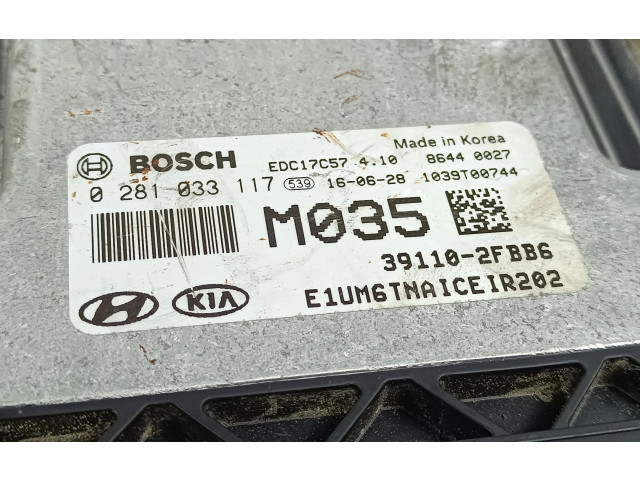 BOSCH EDC17C57 4.10 Made in Korea 8644 0027
0 281 033 117 539 16-06-28 1039T00744
M035
39110-2FBB6
KIA E1UM6TNAICEIR202